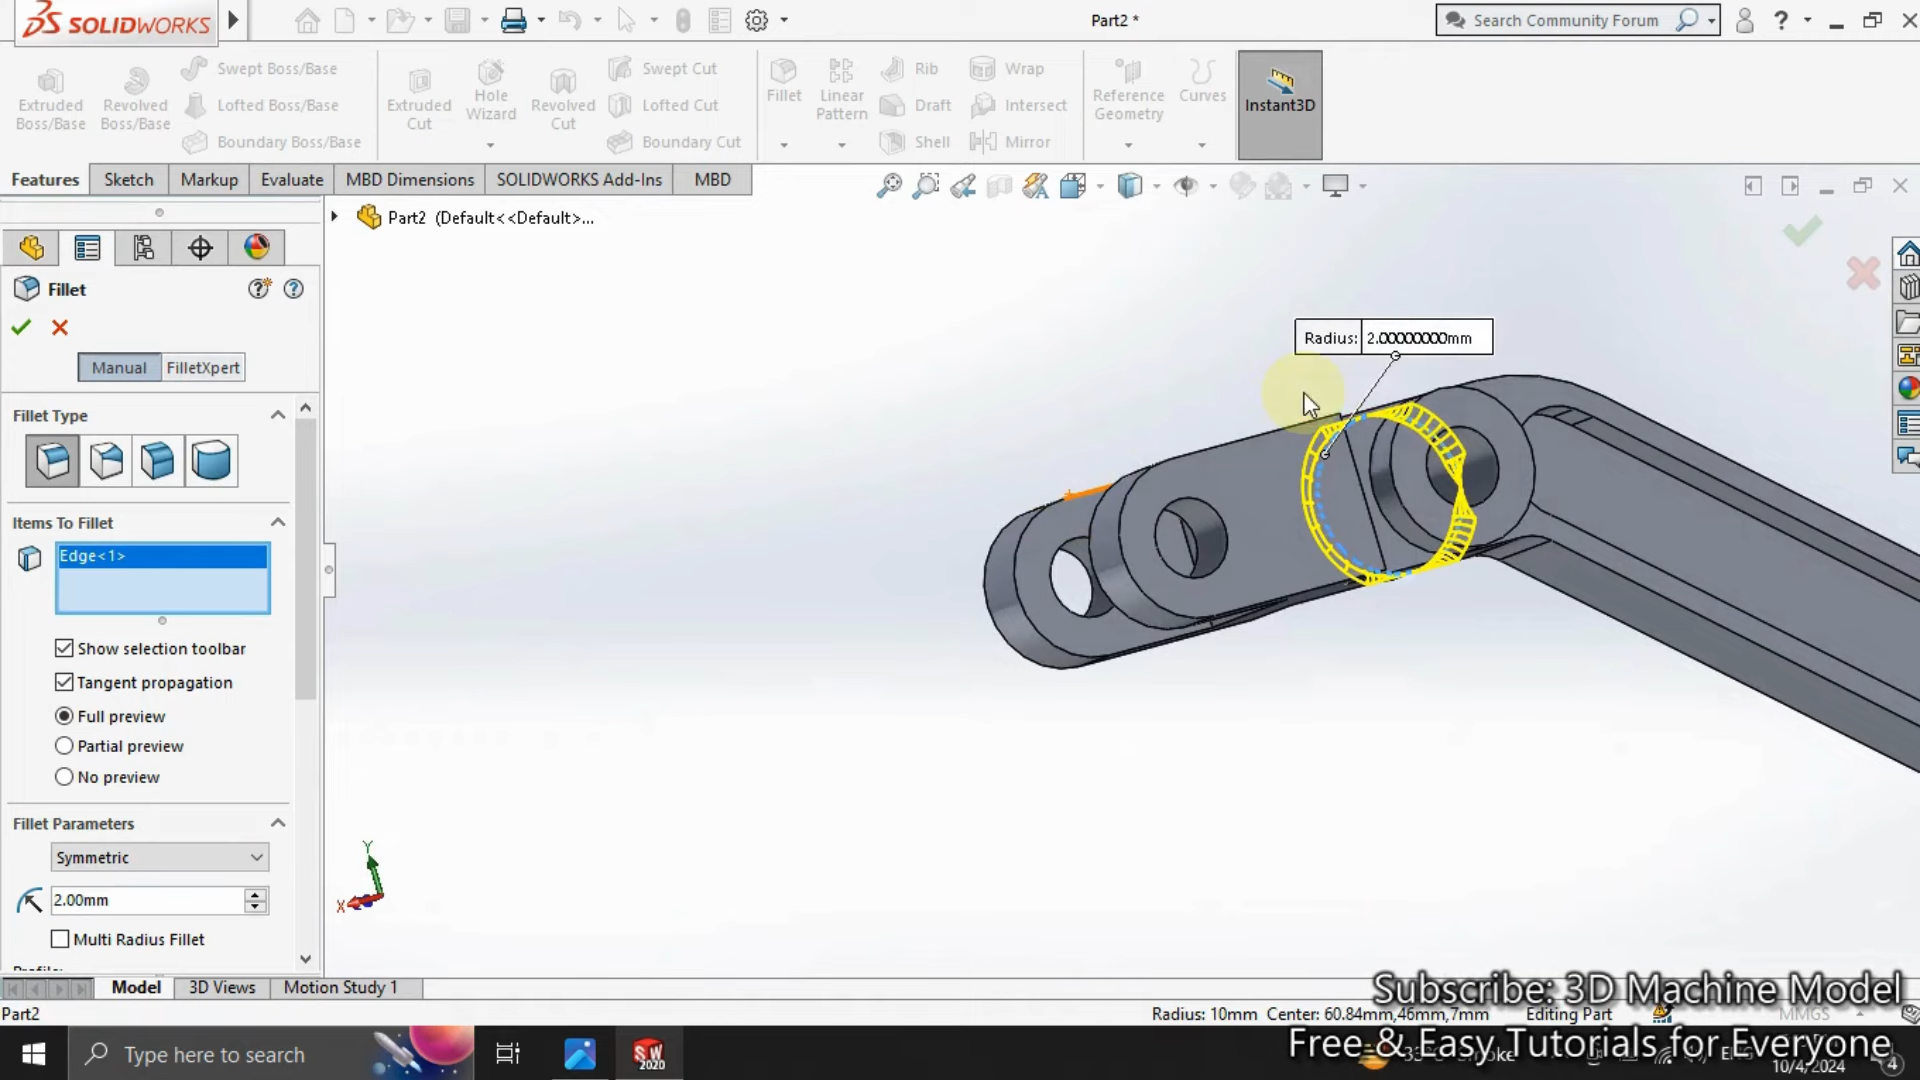 SOLIDWORKS
Part2 *
Search Community Forum
Extruded Boss/Base
Revolved Boss/Base
Swept Boss/Base
Lofted Boss/Base
Boundary Boss/Base
Extruded Cut
Hole Wizard
Revolved Cut
Swept Cut
Lofted Cut
Boundary Cut
Fillet
Linear Pattern
Rib
Draft
Shell
Wrap
Intersect
Mirror
Reference Geometry
Curves
Instant3D
Features
Sketch
Markup
Evaluate
MBD Dimensions
SOLIDWORKS Add-Ins
MBD
Part2 (Default<<Default>...
Fillet
Manual
FilletXpert
Fillet Type
Items To Fillet
Edge<1>
Show selection toolbar
Tangent propagation
Full preview
Partial preview
No preview
Fillet Parameters
Symmetric
2.00mm
Multi Radius Fillet
Radius: 2.00000000mm
Y
X
Model
3D Views
Motion Study 1
Part2
Radius: 10mm Center: 60.84mm,46mm,7mm
Editing Part
MMGS
Subscribe: 3D Machine Model
Free & Easy Tutorials for Everyone
Type here to search
SW 2020
10/4/2024
4